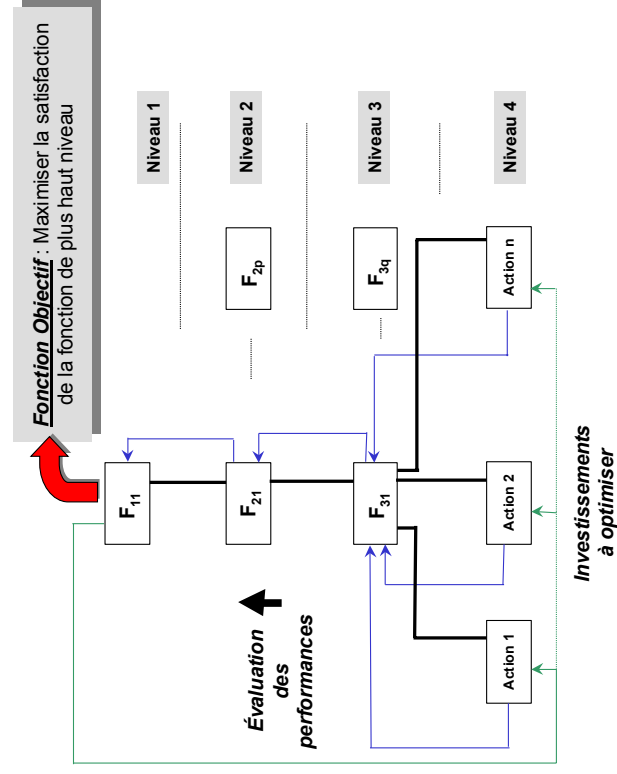 Fonction Objectif : Maximiser la satisfaction
de la fonction de plus haut niveau
Niveau 1
F11
Niveau 2
F21
F2p
Évaluation
des
performances
Niveau 3
F31
F3q
Niveau 4
Action 1
Action 2
Action n
Investissements
à optimiser